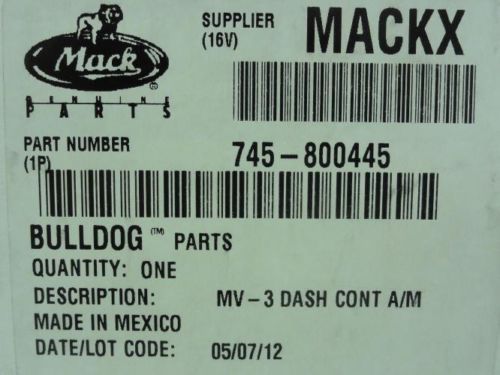 Mack
GENUINE
PARTS
SUPPLIER
(16V)
MACKX
PART NUMBER
(1P)
745-800445
BULLDOG ™ PARTS
QUANTITY: ONE
DESCRIPTION: MV-3 DASH CONT A/M
MADE IN MEXICO
DATE/LOT CODE: 05/07/12